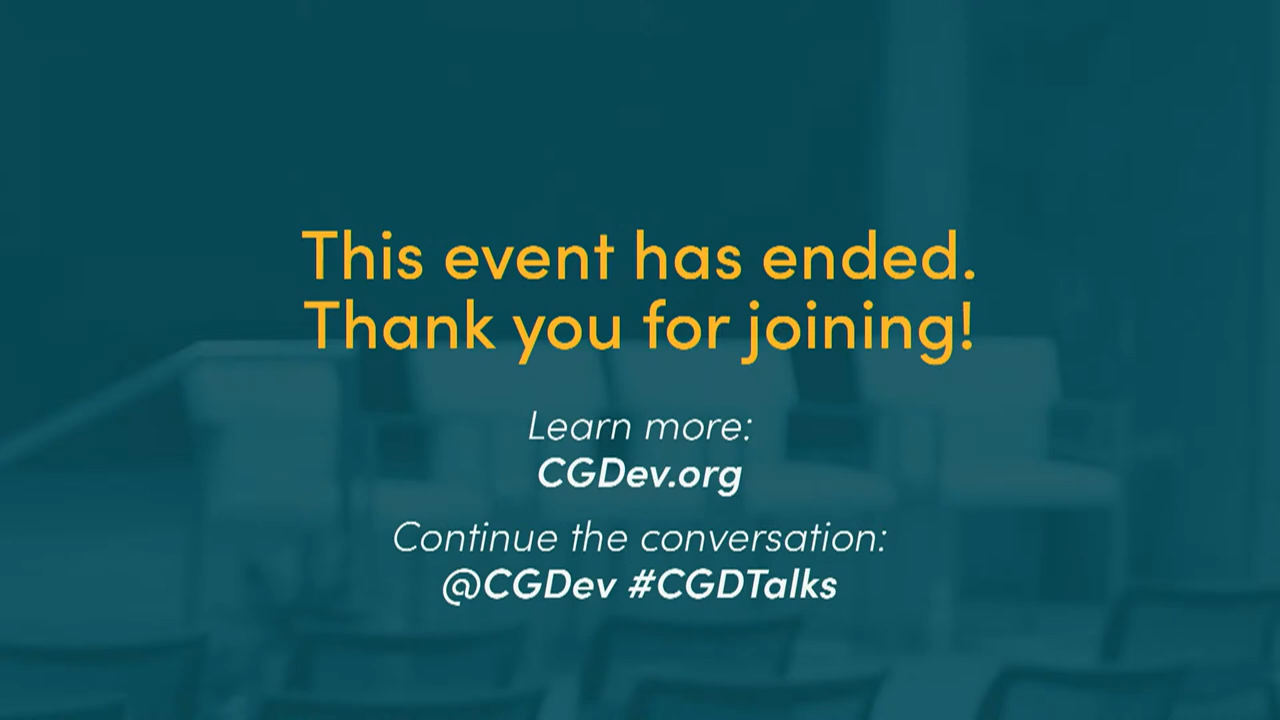 This event has ended.
Thank you for joining!
Learn more:
CGDev.org
Continue the conversation:
@CGDev #CGDTalks